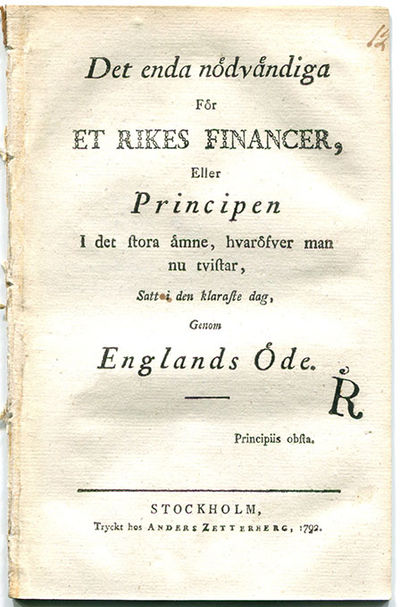 12
Det enda nödvändiga
För
ET RIKES FINANCER,
Eller
Principen
I det ſtora ämne, hvaröfver man
nu tviſtar,
Satt i den klaraſte dag,
Genom
Englands Öde.
R
Principiis obſta.
STOCKHOLM,
Tryckt hos ANDERS ZETTERBERG, 1792.